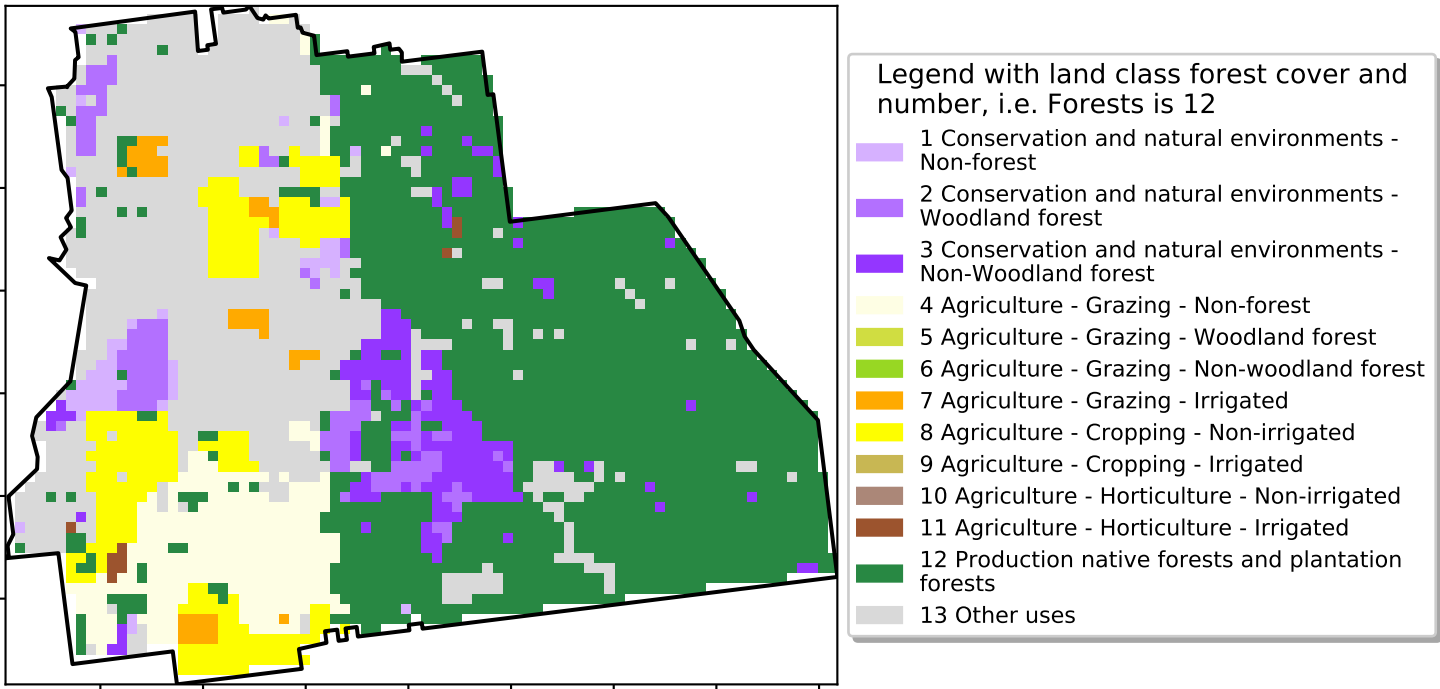 Legend with land class forest cover and
number, i.e. Forests is 12
1 Conservation and natural environments -
Non-forest
2 Conservation and natural environments -
Woodland forest
3 Conservation and natural environments -
Non-Woodland forest
4 Agriculture - Grazing - Non-forest
5 Agriculture - Grazing - Woodland forest
6 Agriculture - Grazing - Non-woodland forest
7 Agriculture - Grazing - Irrigated
8 Agriculture - Cropping - Non-irrigated
9 Agriculture - Cropping - Irrigated
10 Agriculture - Horticulture - Non-irrigated
11 Agriculture - Horticulture - Irrigated
12 Production native forests and plantation
forests
13 Other uses